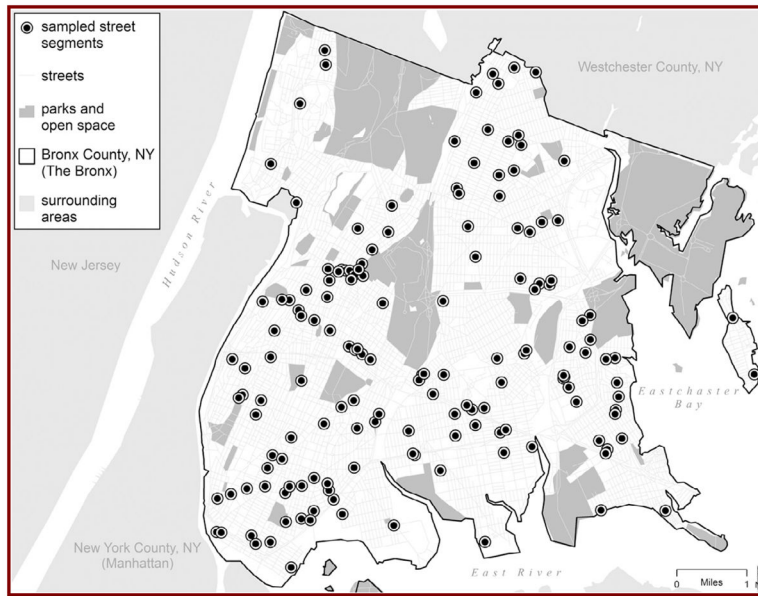 sampled street
segments
streets
parks and
open space
Bronx County, NY
(The Bronx)
surrounding
areas
Westchester County, NY
Hudson River
New Jersey
Eastchaster
Bay
New York County, NY
(Manhattan)
East River
0 Miles 1